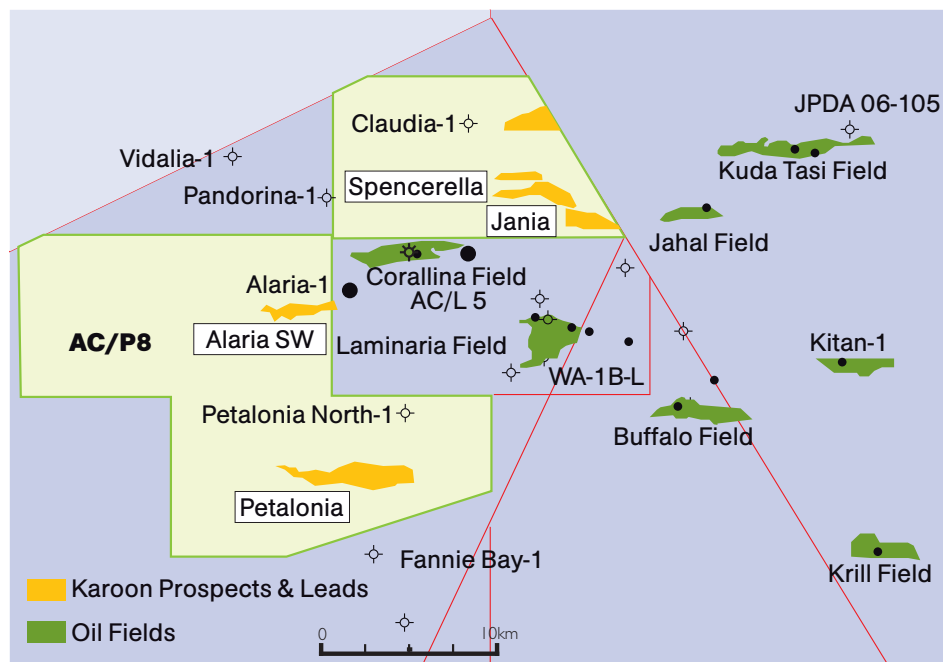 JPDA 06-105
Claudia-1
Kuda Tasi Field
Vidalia-1
Pandorina-1
Spencerella
Jania
Jahal Field
Alaria-1
Corallina Field
AC/L 5
AC/P8
Alaria SW
Laminaria Field
Kitan-1
WA-1B-L
Petalonia North-1
Buffalo Field
Petalonia
Fannie Bay-1
Krill Field
Karoon Prospects & Leads
Oil Fields
0 10km